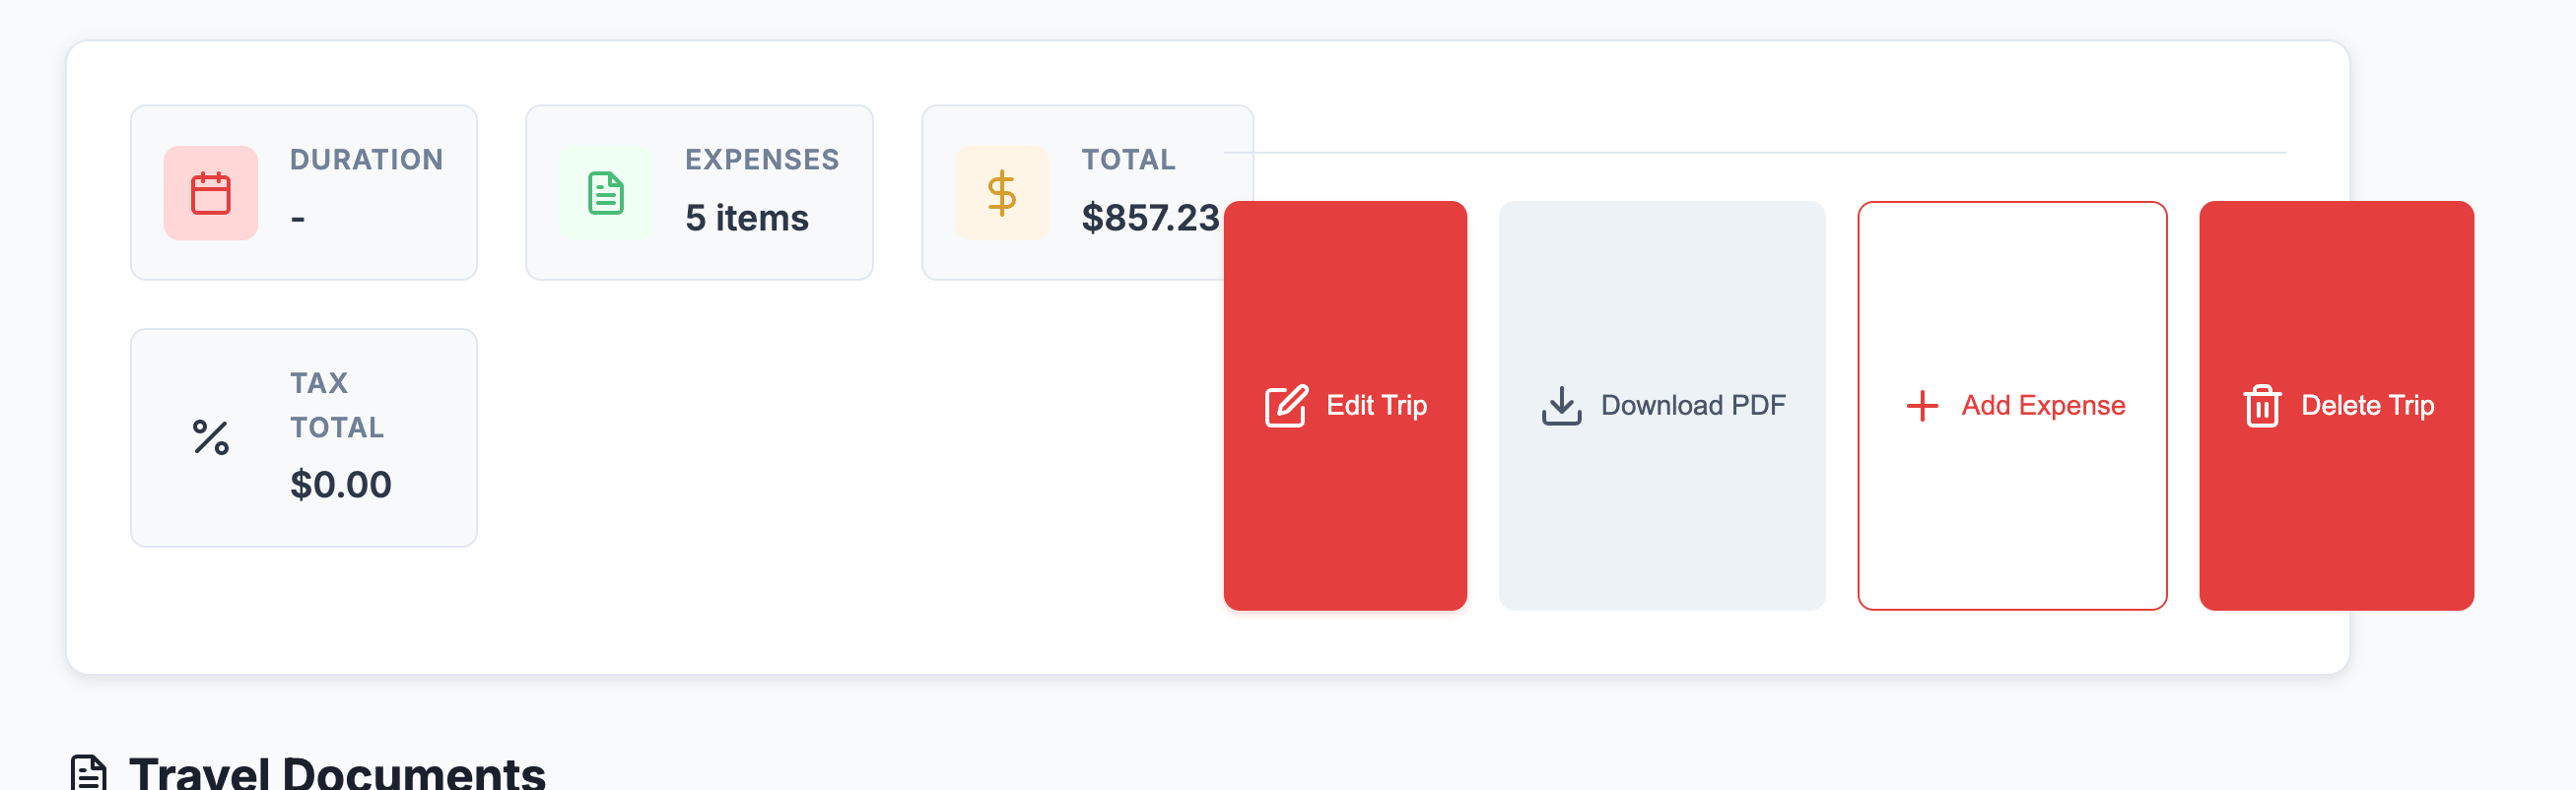 DURATION
-
EXPENSES
5 items
TOTAL
$857.23
TAX
TOTAL
$0.00
Edit Trip
Download PDF
Add Expense
Delete Trip
Travel Documents